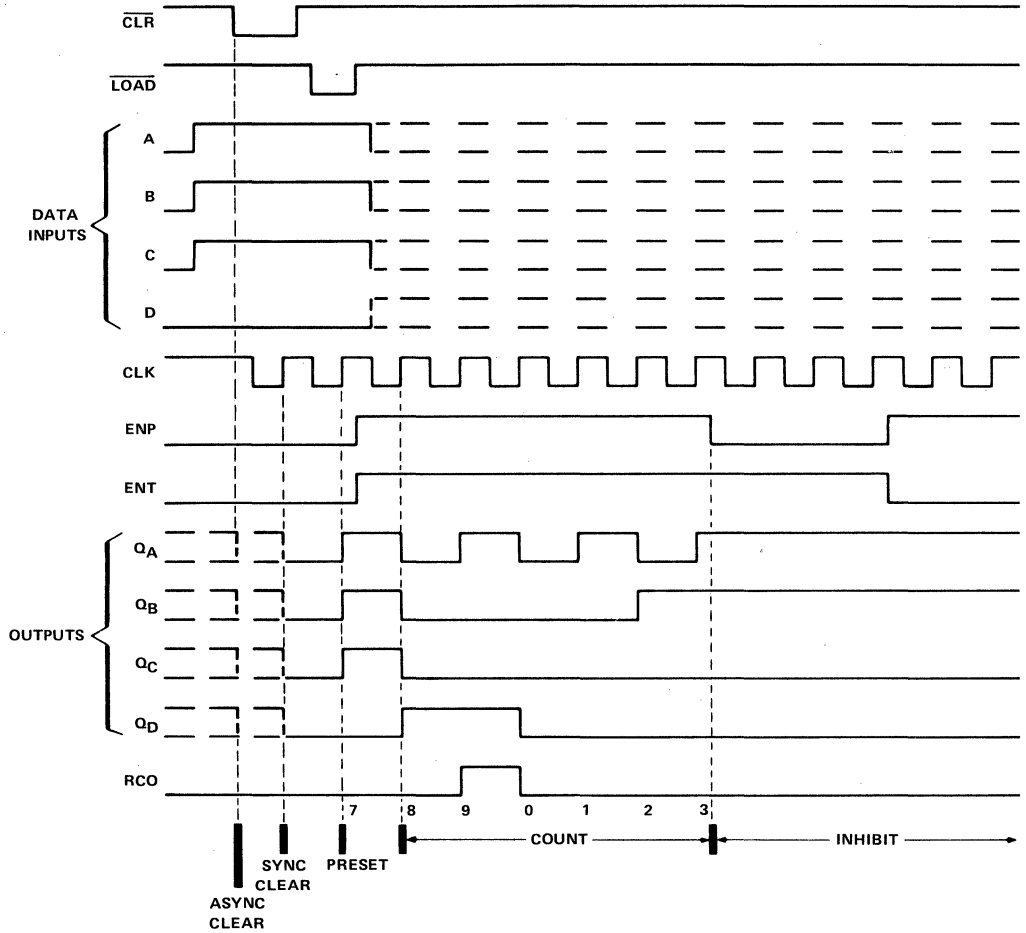 CLR
LOAD
A
B
DATA
INPUTS
C
D
CLK
ENP
ENT
QA
QB
OUTPUTS
QC
QD
RCO
7 8 9 0 1 2 3
COUNT INHIBIT
SYNC
CLEAR
PRESET
ASYNC
CLEAR